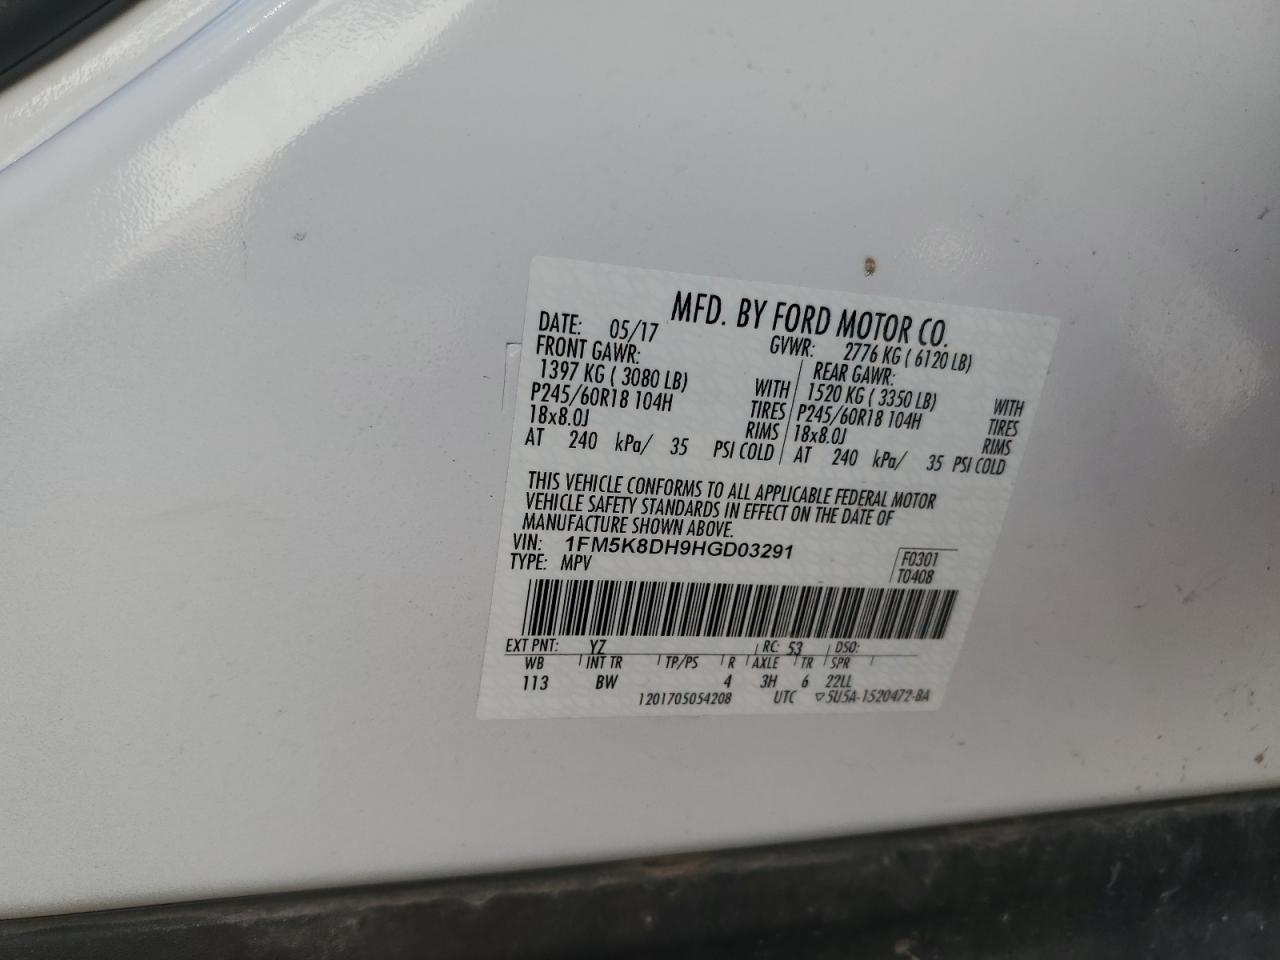 MFD. BY FORD MOTOR CO.
DATE: 05/17 GVWR: 2776 KG ( 6120 LB)
FRONT GAWR: REAR GAWR:
1397 KG ( 3080 LB) WITH 1520 KG ( 3350 LB) WITH
P245/60R18 104H TIRES P245/60R18 104H TIRES
18x8.0J RIMS 18x8.0J RIMS
AT 240 kPa/ 35 PSI COLD AT 240 kPa/ 35 PSI COLD
THIS VEHICLE CONFORMS TO ALL APPLICABLE FEDERAL MOTOR
VEHICLE SAFETY STANDARDS IN EFFECT ON THE DATE OF
MANUFACTURE SHOWN ABOVE.
VIN: 1FM5K8DH9HGD03291 F0301
TYPE: MPV T0408
EXT PNT: YZ RC: 53 DSO:
WB INT TR TP/PS R AXLE TR SPR
113 BW 4 3H 6 22LL
1201705054208 UTC ▽5U5A-1520472-BA